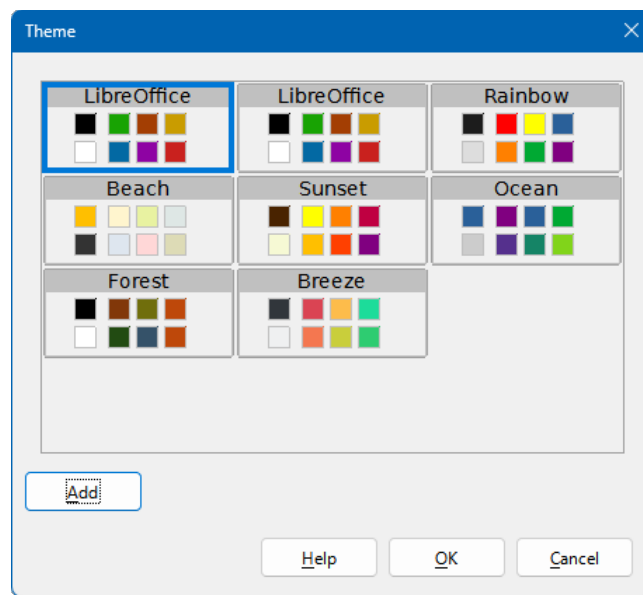 Theme
LibreOffice LibreOffice Rainbow
Beach Sunset Ocean
Forest Breeze
Add
Help OK Cancel